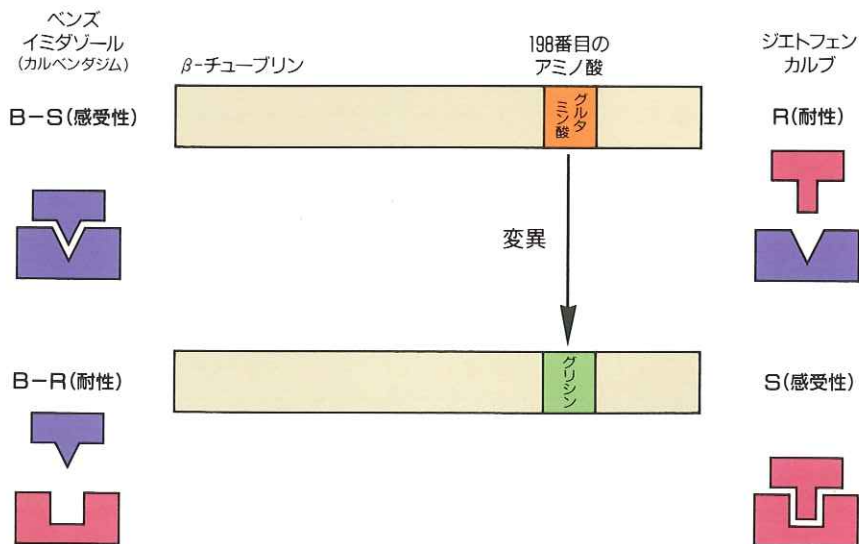 ベンズ
イミダゾール
(カルベンダジム)
B-S(感受性)
β-チューブリン
198番目の
アミノ酸
グルタ
ミン酸
ジエトフェン
カルブ
R(耐性)
変異
B-R(耐性)
グリシン
S(感受性)